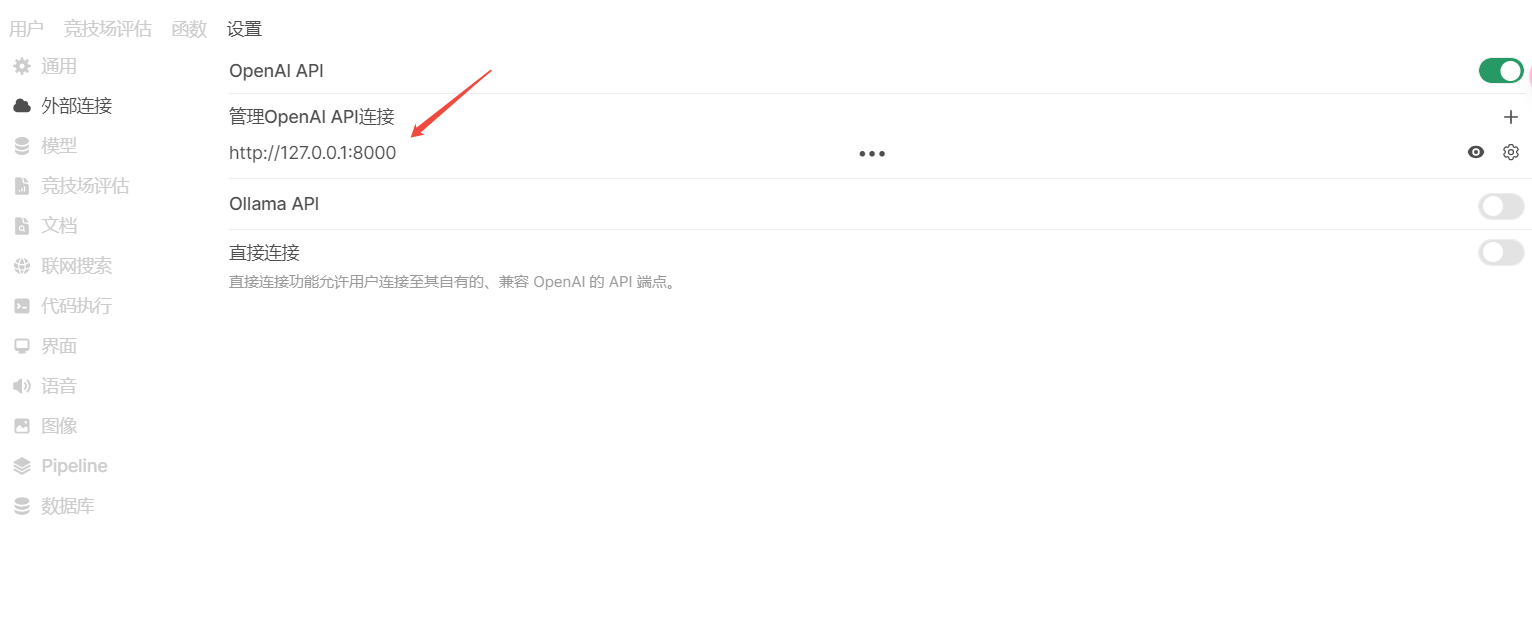 用户 竞技场评估 函数 设置
通用
外部连接
模型
竞技场评估
文档
联网搜索
代码执行
界面
语音
图像
Pipeline
数据库
OpenAI API
管理OpenAI API连接
http://127.0.0.1:8000
•••
Ollama API
直接连接
直接连接功能允许用户连接至其自有的、兼容 OpenAI 的 API 端点。